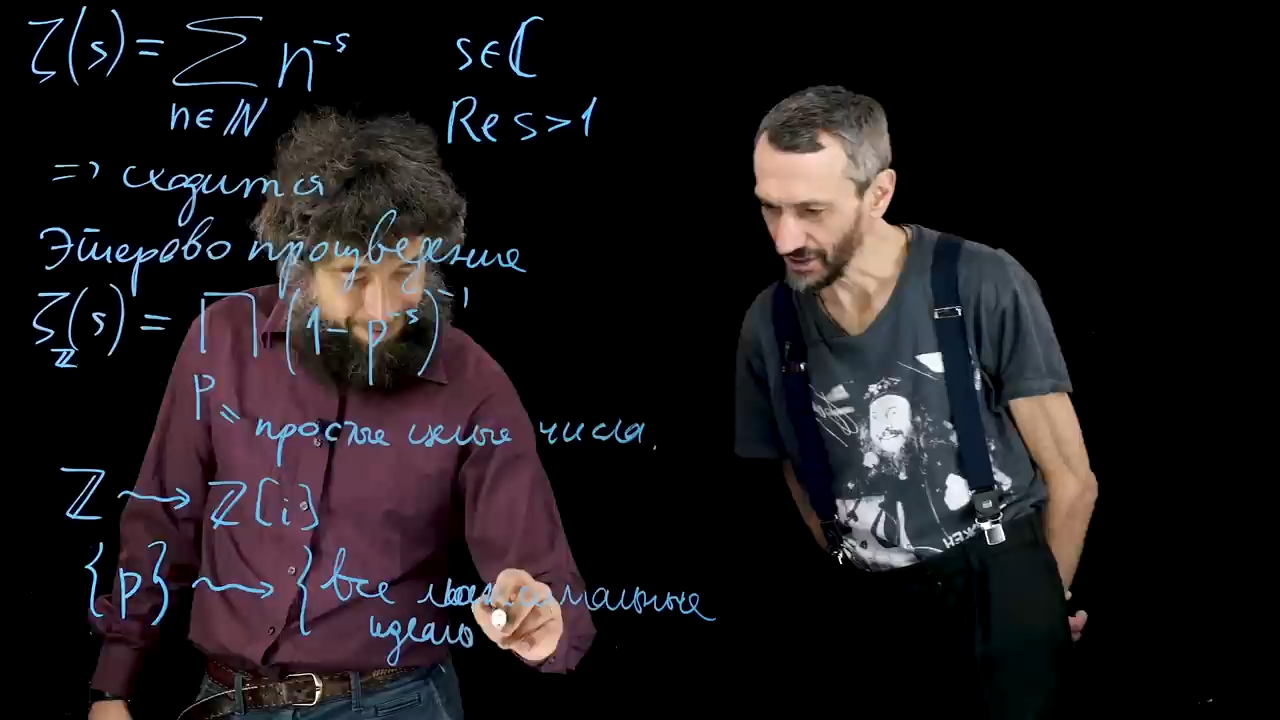 ζ(s) = ∑ n^{-s} s∈ℂ
n∈ℕ Re s>1
=> сходится
Эйлерово произведение
ζ_ℤ(s) = ∏ (1-p^{-s})^{-1}
p - простые целые числа.
ℤ ⇝ ℤ[i]
{p} ⇝ { все максимальные
идеалы